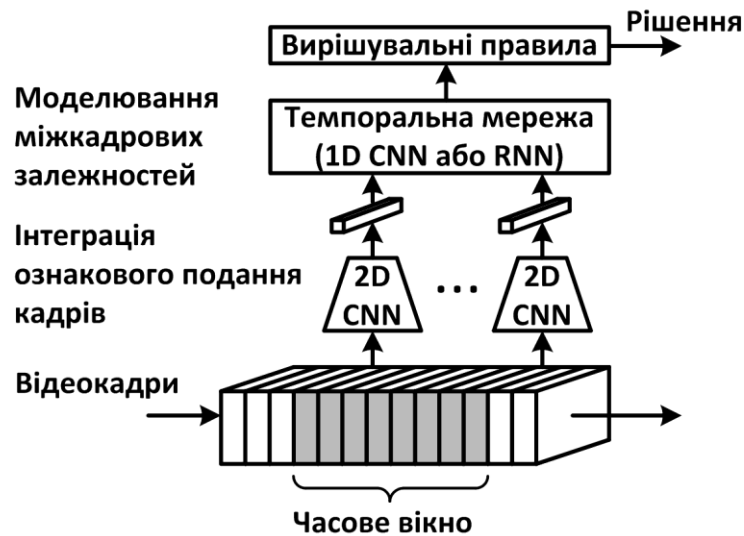 Рішення
Вирішувальні правила
Моделювання
міжкадрових
залежностей
Темпоральна мережа
(1D CNN або RNN)
Інтеграція
ознакового подання
кадрів
2D
CNN
...
2D
CNN
Відеокадри
Часове вікно